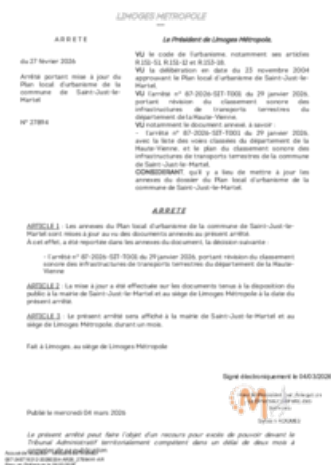 LIMOGES MÉTROPOLE
ARRETE
du 27 février 2026
Arrêté portant mise à jour du
Plan local d'urbanisme de la
commune de Saint-Just-le-
Martel
N° 27894
Le Président de Limoges Métropole,
VU le code de l'urbanisme, notamment ses articles
R.151-51, R.151-52 et R.153-18;
VU la délibération en date du 23 novembre 2004
approuvant le Plan local d'urbanisme de la commune
de Saint-Just-le-Martel,
VU l'arrêté n° 87-2026-SIT-T001 du 29 janvier 2026,
portant révision du classement sonore des
infrastructures de transports terrestres du
département de la Haute-Vienne.
VU notamment le document annexé, à savoir :
- l'arrêté n° 87-2026-SIT-T001 du 29 janvier 2026,
avec la liste des voies classées du département de la
Haute-Vienne, et le plan du classement sonore des
infrastructures de transports terrestres de la commune
de Saint-Just-le-Martel.
CONSIDERANT, qu'il y a lieu de mettre à jour les
annexes du dossier du Plan local d'urbanisme de la
commune de Saint-Just-le-Martel.
ARRETE
ARTICLE 1 : Les annexes du Plan local d'urbanisme de la commune de Saint-Just-le-
Martel sont mises à jour au vu des documents annexés au présent arrêté.
A cet effet, a été reportée dans les annexes du document, la décision suivante :
- l'arrêté n° 87-2026-SIT-T001 du 29 janvier 2026, portant révision du classement
sonore des infrastructures de transports terrestres du département de la Haute-
Vienne
ARTICLE 2 : La mise à jour a été effectuée sur les documents tenus à la disposition du
public à la mairie de Saint-Just-le-Martel et au siège de Limoges Métropole à la date du
présent arrêté.
ARTICLE 3 : Le présent arrêté sera affiché à la mairie de Saint-Just-le-Martel et au
siège de Limoges Métropole, durant un mois.
Fait à Limoges, au siège de Limoges Métropole
Signé électroniquement le 04/03/2026
Publié le mercredi 04 mars 2026
Le présent arrêté peut faire l'objet d'un recours pour excès de pouvoir devant le
Tribunal Administratif territorialement compétent dans un délai de deux mois à